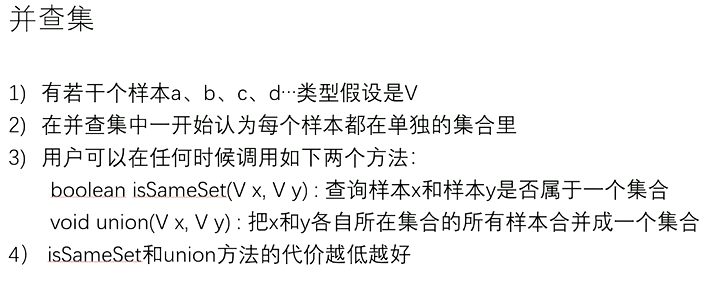 并查集
1) 有若干个样本a、b、c、d…类型假设是V
2) 在并查集中一开始认为每个样本都在单独的集合里
3) 用户可以在任何时候调用如下两个方法：
boolean isSameSet(V x, V y) : 查询样本x和样本y是否属于一个集合
void union(V x, V y) : 把x和y各自所在集合的所有样本合并成一个集合
4） isSameSet和union方法的代价越低越好